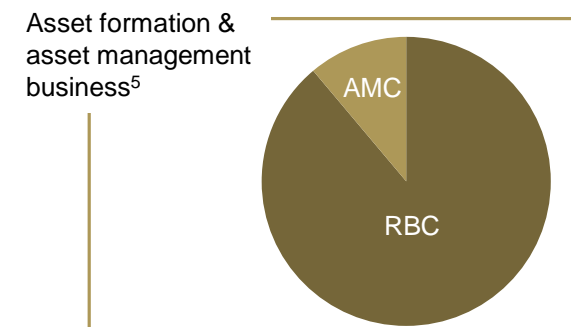 Asset formation &
asset management
business⁵
AMC
RBC